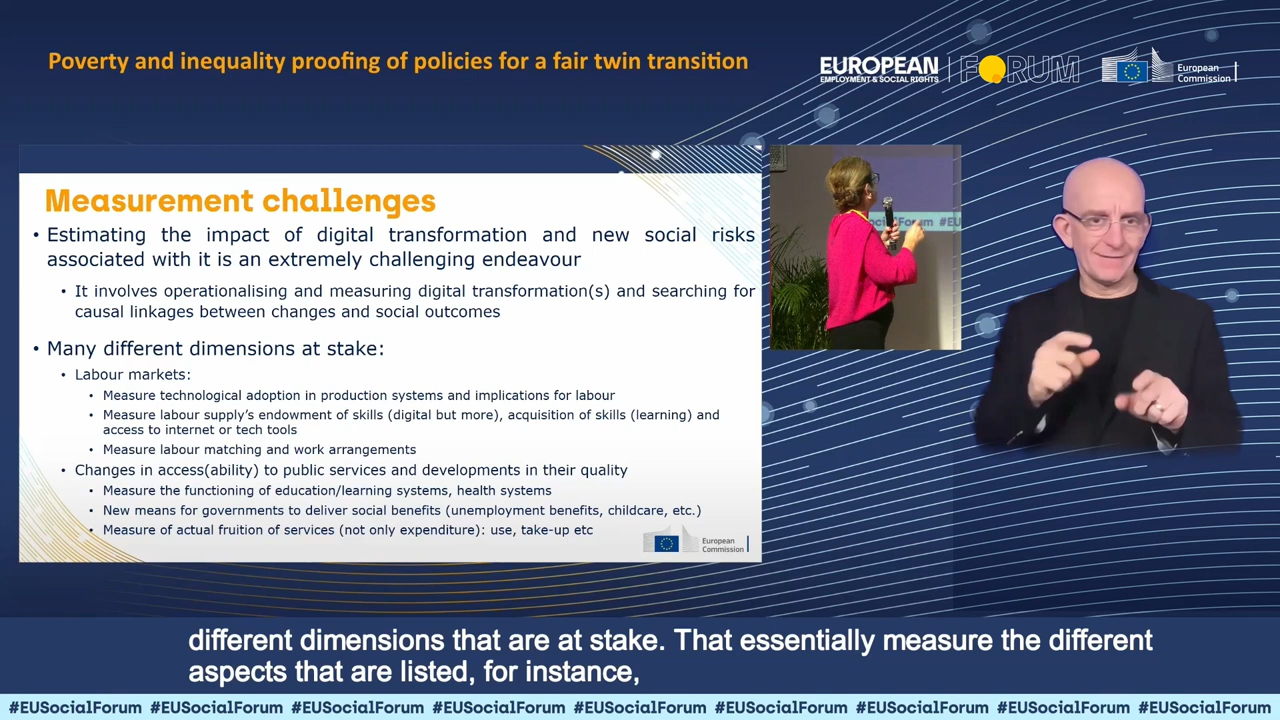 Poverty and inequality proofing of policies for a fair twin transition
EUROPEAN
EMPLOYMENT & SOCIAL RIGHTS
FORUM
European
Commission
Measurement challenges
• Estimating the impact of digital transformation and new social risks
associated with it is an extremely challenging endeavour
• It involves operationalising and measuring digital transformation(s) and searching for
causal linkages between changes and social outcomes
• Many different dimensions at stake:
• Labour markets:
• Measure technological adoption in production systems and implications for labour
• Measure labour supply's endowment of skills (digital but more), acquisition of skills (learning) and
access to internet or tech tools
• Measure labour matching and work arrangements
• Changes in access(ability) to public services and developments in their quality
• Measure the functioning of education/learning systems, health systems
• New means for governments to deliver social benefits (unemployment benefits, childcare, etc.)
• Measure of actual fruition of services (not only expenditure): use, take-up etc
European
Commission
ocialForum #EU
different dimensions that are at stake. That essentially measure the different
aspects that are listed, for instance,
#EUSocialForum #EUSocialForum #EUSocialForum #EUSocialForum #EUSocialForum #EUSocialForum #EUSocialForum #EUSocialForum #EUSocialForum